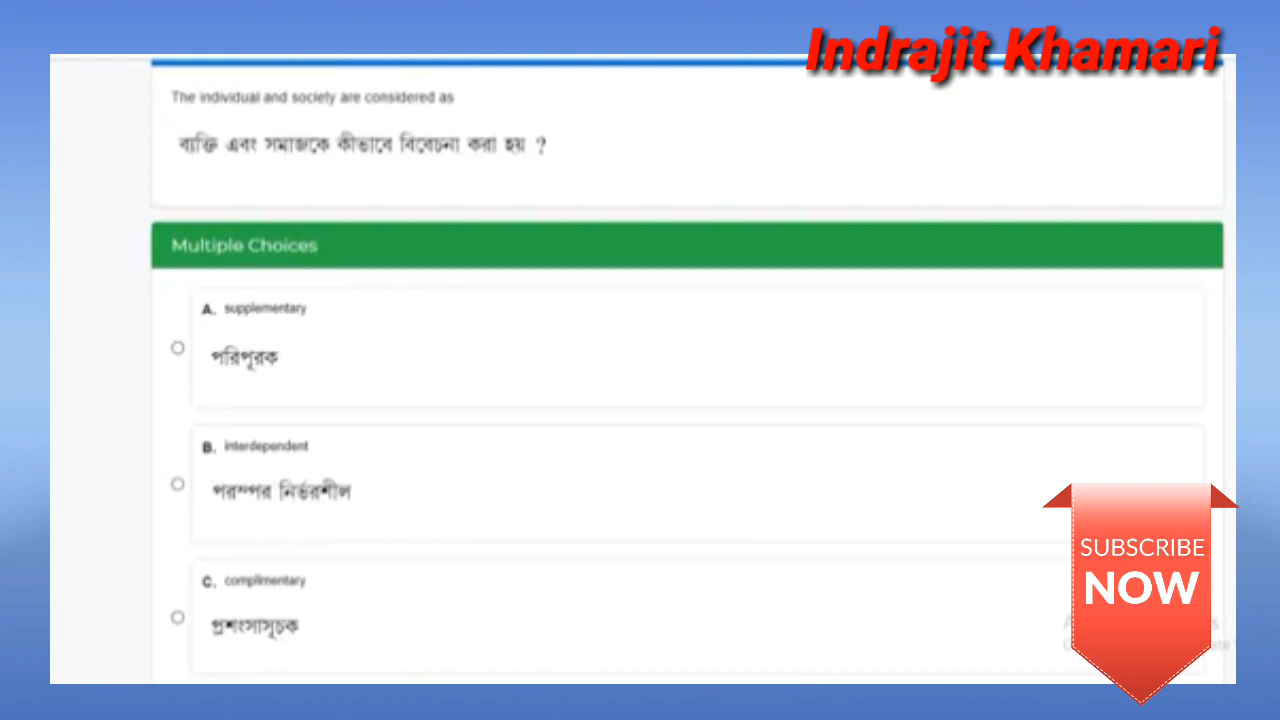 Indrajit Khamari
The individual and society are considered as
ব্যক্তি এবং সমাজকে কীভাবে বিবেচনা করা হয় ?
Multiple Choices
A. supplementary
পরিপূরক
B. interdependent
পরস্পর নির্ভরশীল
C. complimentary
প্রশংসাসূচক
SUBSCRIBE
NOW